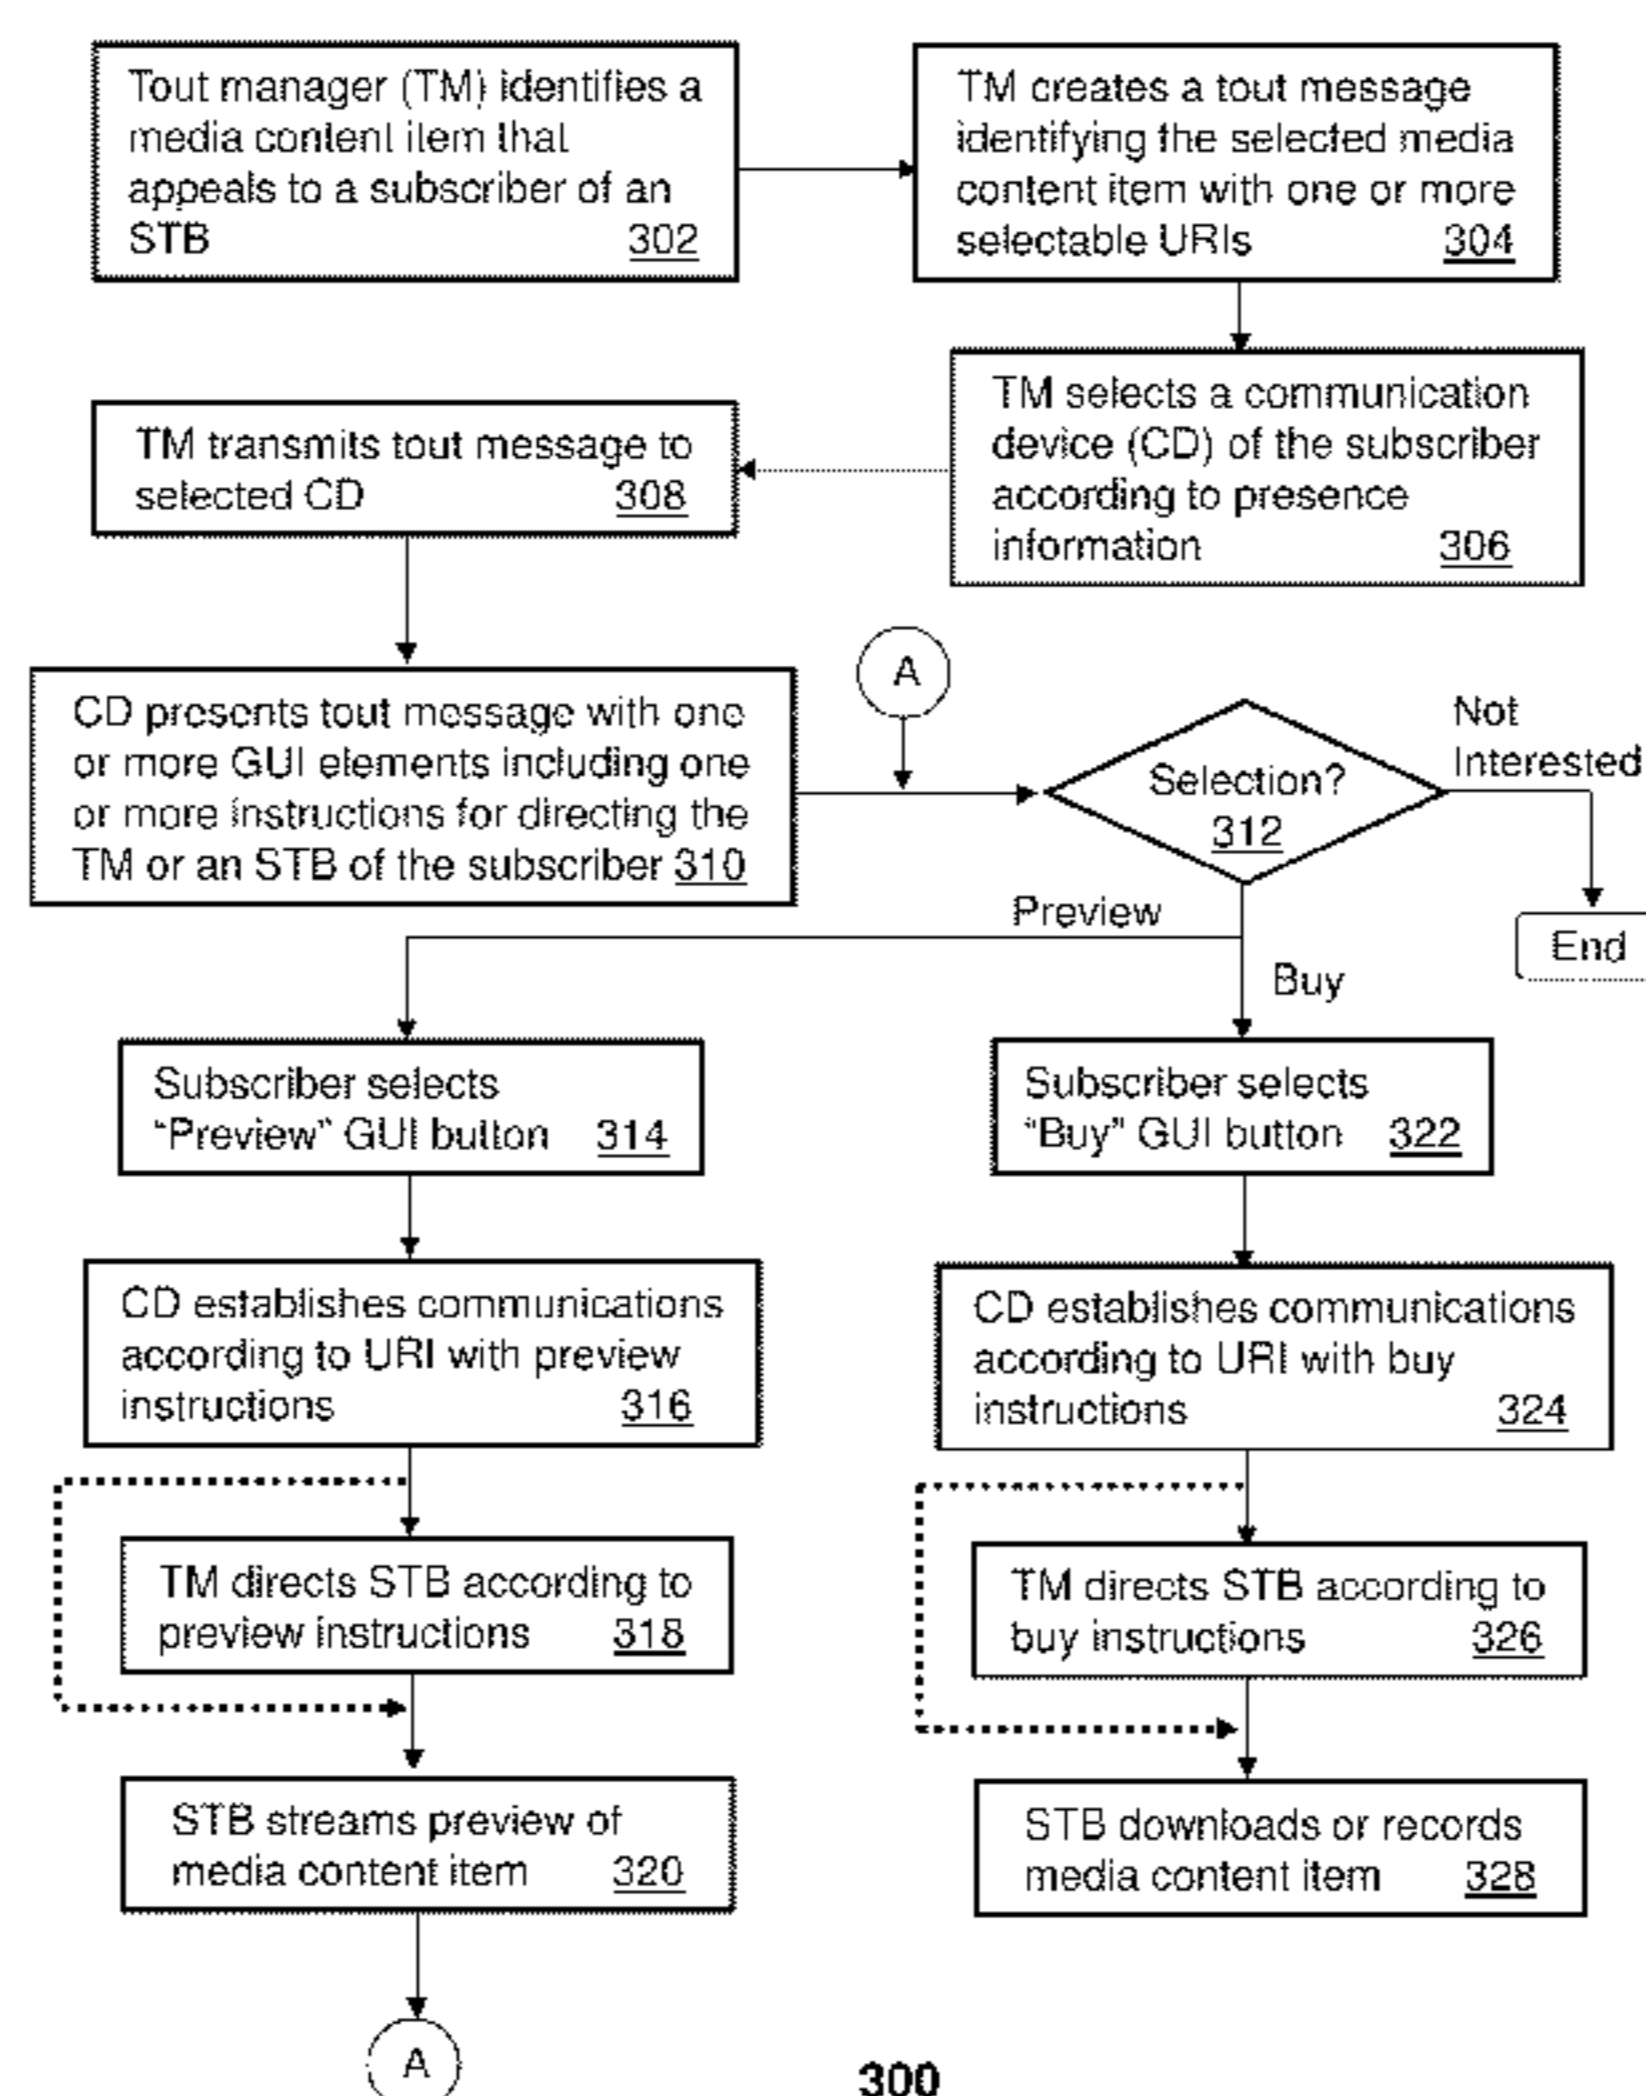 Tout manager (TM) identifies a
media content item that
appeals to a subscriber of an
STB 302
TM creates a tout message
identifying the selected media
content item with one or more
selectable URIs 304
TM selects a communication
device (CD) of the subscriber
according to presence
information 306
TM transmits tout message to
selected CD 308
CD presents tout message with one
or more GUI elements including one
or more instructions for directing the
TM or an STB of the subscriber 310
A
Selection?
312
Not
Interested
End
Preview
Buy
Subscriber selects
"Preview" GUI button 314
CD establishes communications
according to URI with preview
instructions 316
TM directs STB according to
preview instructions 318
STB streams preview of
media content item 320
A
Subscriber selects
"Buy" GUI button 322
CD establishes communications
according to URI with buy
instructions 324
TM directs STB according to
buy instructions 326
STB downloads or records
media content item 328
300